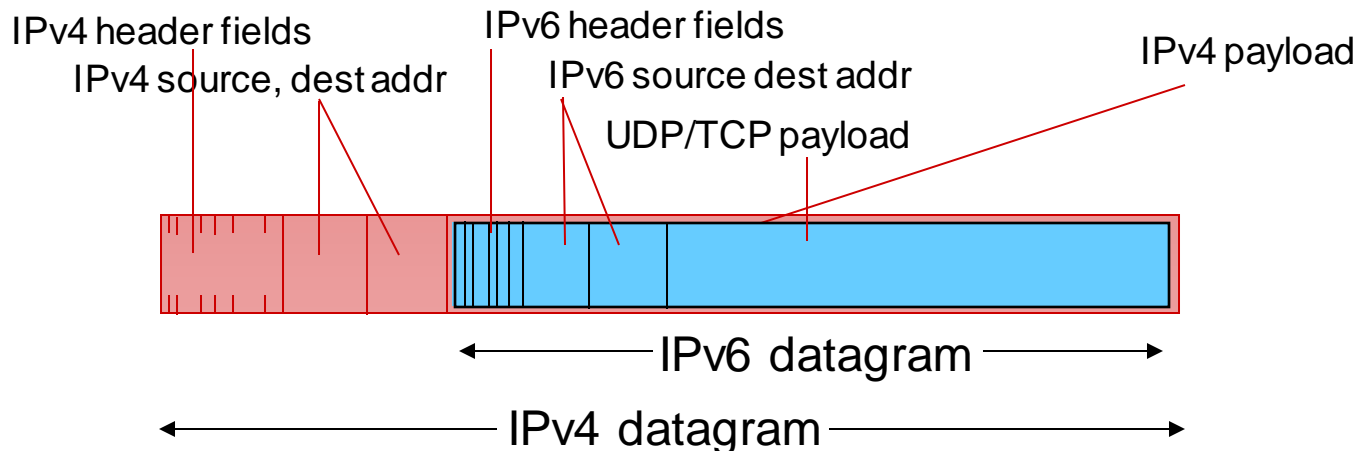 IPv4 header fields
IPv6 header fields
IPv4 payload
IPv4 source, dest addr
IPv6 source dest addr
UDP/TCP payload
IPv6 datagram
IPv4 datagram